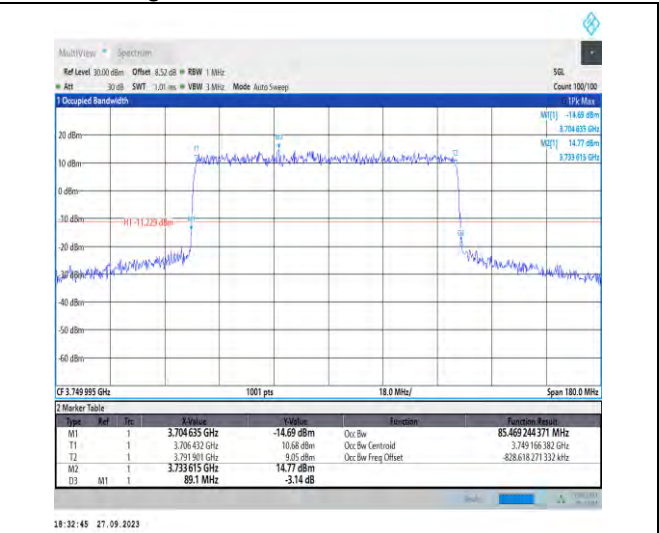 MultiView Spectrum
Ref Level 30.00 dBm Offset 8.52 dB RBW 1 MHz SGL
Att 30 dB SWT 1.01 ms VBW 3 MHz Mode Auto Sweep Count 100/100
1 Occupied Bandwidth 1Pk Max
M1[1] -14.69 dBm
3.704 635 GHz
M2[1] 14.77 dBm
3.733 615 GHz
20 dBm
10 dBm
0 dBm
-10 dBm
H1 -11.229 dBm
-20 dBm
-30 dBm
-40 dBm
-50 dBm
-60 dBm
CF 3.749 995 GHz 1001 pts 18.0 MHz/ Span 180.0 MHz
2 Marker Table
Type Ref Trc X-Value Y-Value Function Function Result
M1 1 3.704 635 GHz -14.69 dBm Occ Bw 85.469 244 371 MHz
T1 1 3.706 432 GHz 10.68 dBm Occ Bw Centroid 3.749 166 382 GHz
T2 1 3.791 901 GHz 9.05 dBm Occ Bw Freq Offset -828.618 271 332 kHz
M2 1 3.733 615 GHz 14.77 dBm
D3 M1 1 89.1 MHz -3.14 dB
18:32:45 27.09.2023